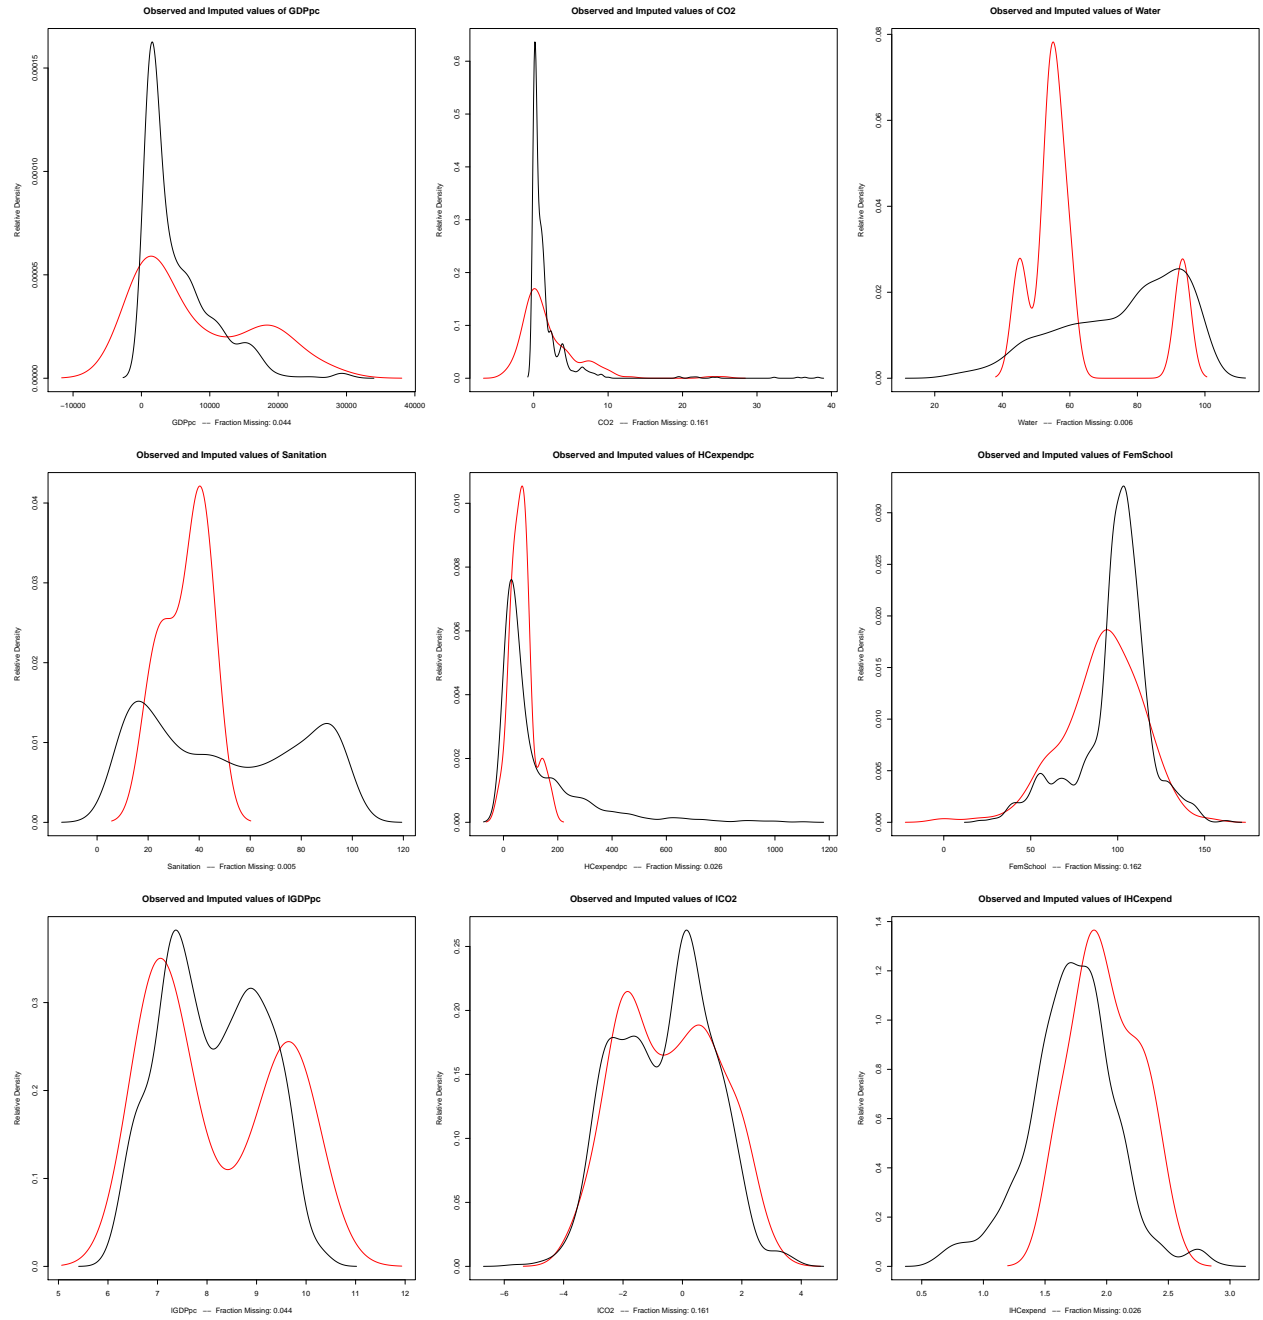 Observed and Imputed values of GDPpc
Relative Density
0.00000
0.00005
0.00010
0.00015
−10000 0 10000 20000 30000 40000
GDPpc −− Fraction Missing: 0.044
Observed and Imputed values of CO2
Relative Density
0.0
0.1
0.2
0.3
0.4
0.5
0.6
0 10 20 30 40
CO2 −− Fraction Missing: 0.161
Observed and Imputed values of Water
Relative Density
0.00
0.02
0.04
0.06
0.08
20 40 60 80 100
Water −− Fraction Missing: 0.006
Observed and Imputed values of Sanitation
Relative Density
0.00
0.01
0.02
0.03
0.04
0 20 40 60 80 100 120
Sanitation −− Fraction Missing: 0.005
Observed and Imputed values of HCexpendpc
Relative Density
0.000
0.002
0.004
0.006
0.008
0.010
0 200 400 600 800 1000 1200
HCexpendpc −− Fraction Missing: 0.026
Observed and Imputed values of FemSchool
Relative Density
0.000
0.005
0.010
0.015
0.020
0.025
0.030
0 50 100 150
FemSchool −− Fraction Missing: 0.162
Observed and Imputed values of lGDPpc
Relative Density
0.0
0.1
0.2
0.3
5 6 7 8 9 10 11 12
lGDPpc −− Fraction Missing: 0.044
Observed and Imputed values of lCO2
Relative Density
0.00
0.05
0.10
0.15
0.20
0.25
−6 −4 −2 0 2 4
lCO2 −− Fraction Missing: 0.161
Observed and Imputed values of lHCexpend
Relative Density
0.0
0.2
0.4
0.6
0.8
1.0
1.2
1.4
0.5 1.0 1.5 2.0 2.5 3.0
lHCexpend −− Fraction Missing: 0.026